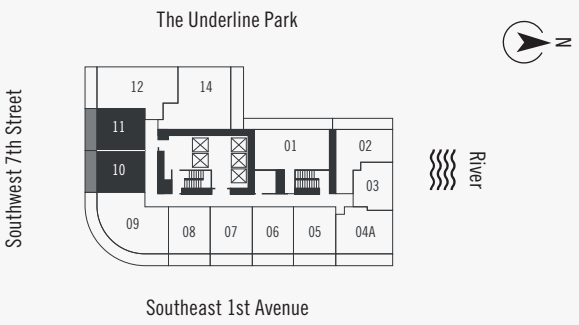 The Underline Park
N
Southwest 7th Street
12
14
11
10
01
02
03
River
09
08
07
06
05
04A
Southeast 1st Avenue